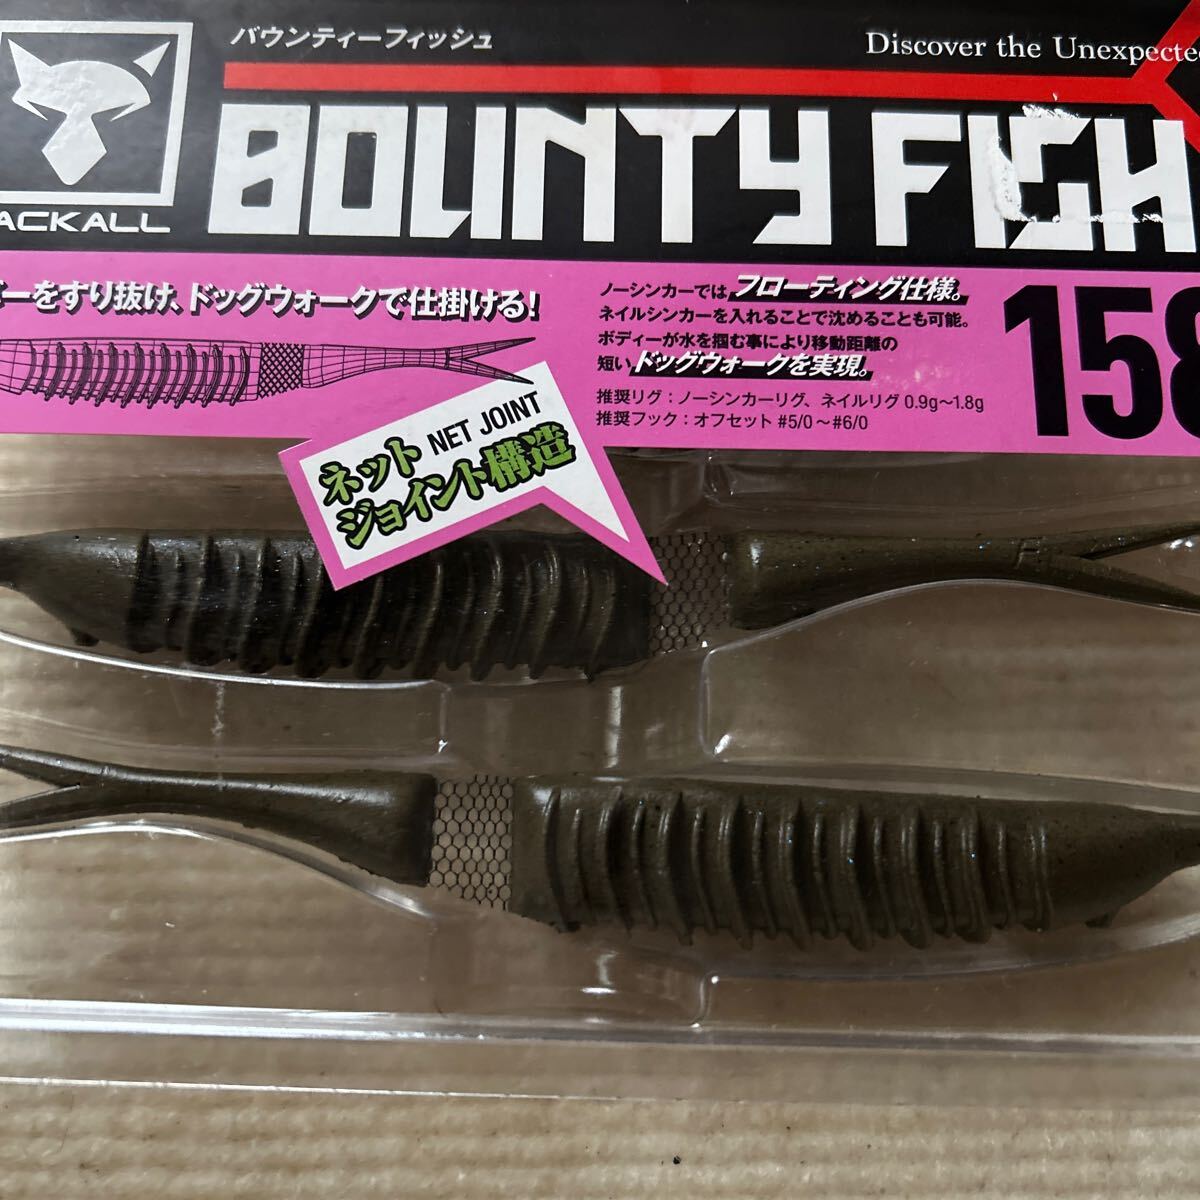 バウンティーフィッシュ
Discover the Unexpected
BOUNTY FISH
ACKALL
ーをすり抜け、ドッグウォークで仕掛ける!
ノーシンカーではフローティング仕様。
ネイルシンカーを入れることで沈めることも可能。
ボディーが水を掴む事により移動距離の
短いドッグウォークを実現。
推奨リグ：ノーシンカーリグ、ネイルリグ 0.9g〜1.8g
推奨フック：オフセット #5/0〜#6/0
158
ネット NET JOINT
ジョイント構造